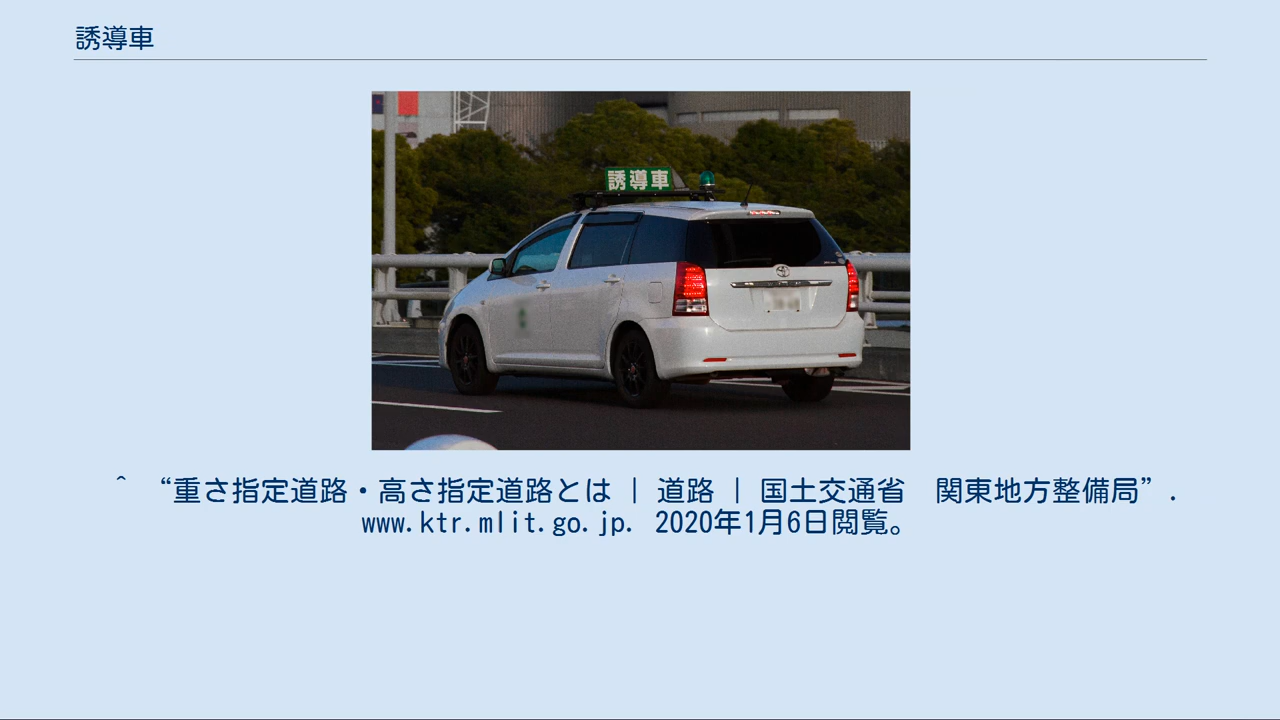 誘導車
誘導車
^ “重さ指定道路・高さ指定道路とは | 道路 | 国土交通省 関東地方整備局”.
www.ktr.mlit.go.jp. 2020年1月6日閲覧。